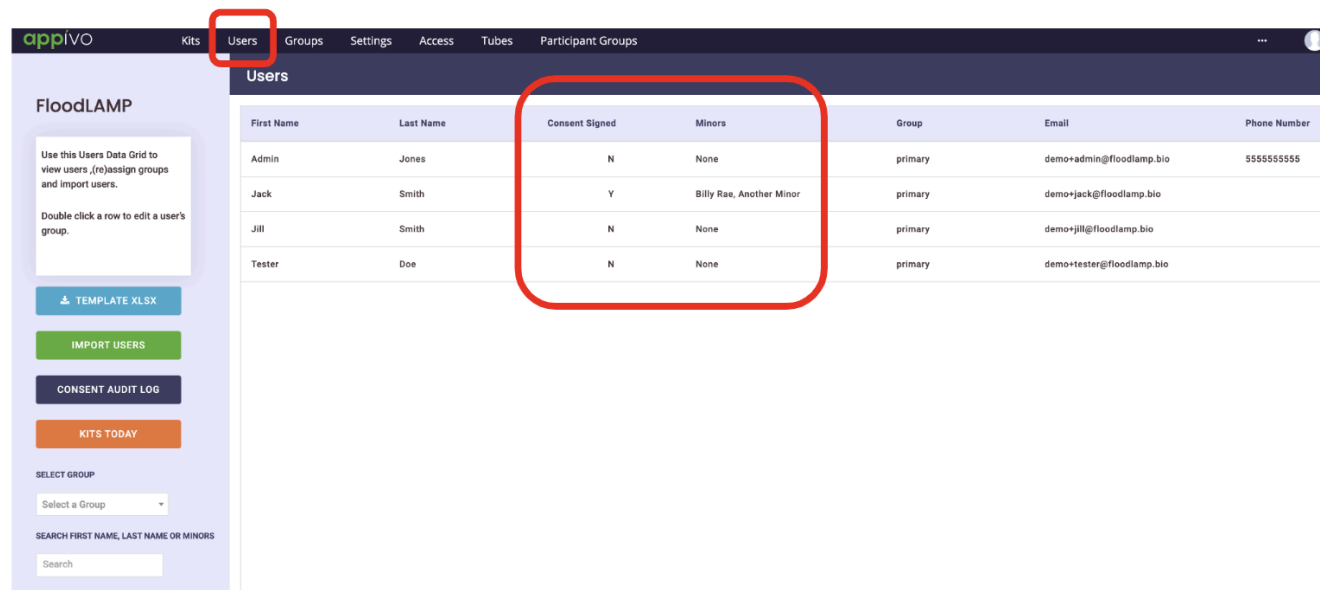 appivo Kits Users Groups Settings Access Tubes Participant Groups ...
Users
FloodLAMP
Use this Users Data Grid to
view users ,(re)assign groups
and import users.
Double click a row to edit a user's
group.
TEMPLATE XLSX
IMPORT USERS
CONSENT AUDIT LOG
KITS TODAY
SELECT GROUP
Select a Group
SEARCH FIRST NAME, LAST NAME OR MINORS
Search
First Name Last Name Consent Signed Minors Group Email Phone Number
Admin Jones N None primary demo+admin@floodlamp.bio 5555555555
Jack Smith Y Billy Rae, Another Minor primary demo+jack@floodlamp.bio
Jill Smith N None primary demo+jill@floodlamp.bio
Tester Doe N None primary demo+tester@floodlamp.bio